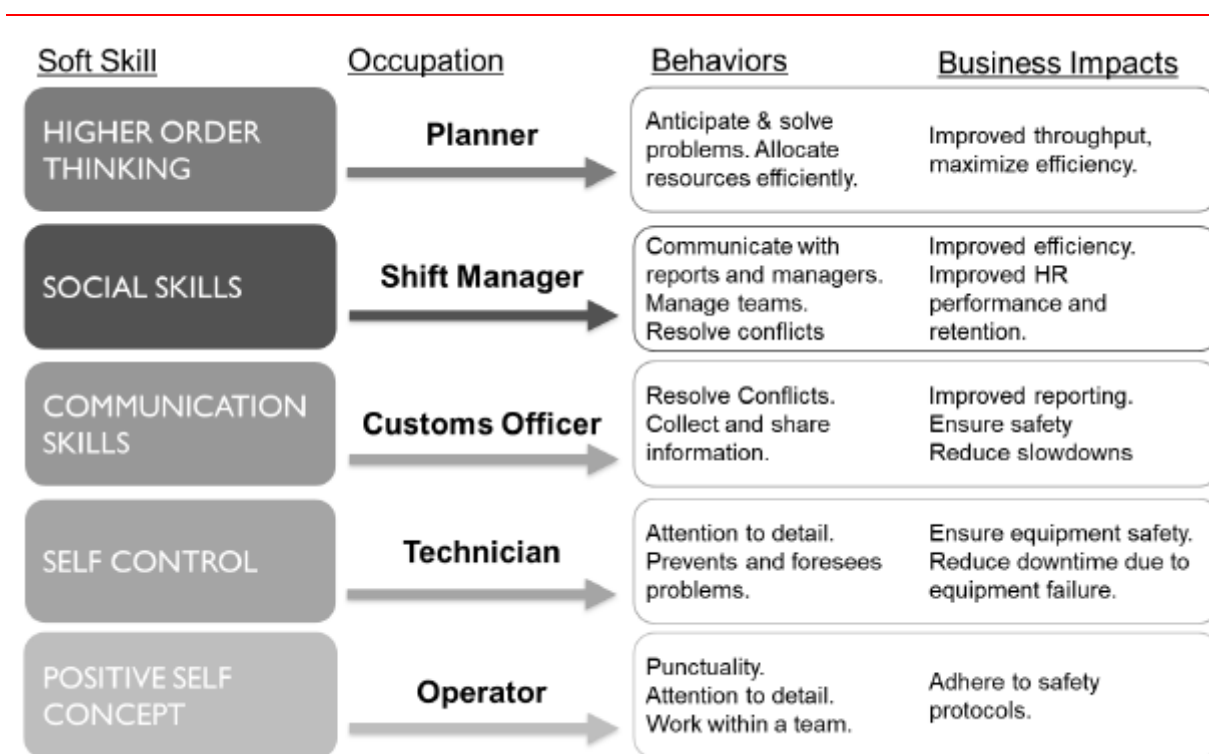 Soft Skill
Occupation
Behaviors
Business Impacts
HIGHER ORDER
THINKING
Planner
Anticipate & solve
problems. Allocate
resources efficiently.
Improved throughput,
maximize efficiency.
SOCIAL SKILLS
Shift Manager
Communicate with
reports and managers.
Manage teams.
Resolve conflicts
Improved efficiency.
Improved HR
performance and
retention.
COMMUNICATION
SKILLS
Customs Officer
Resolve Conflicts.
Collect and share
information.
Improved reporting.
Ensure safety
Reduce slowdowns
SELF CONTROL
Technician
Attention to detail.
Prevents and foresees
problems.
Ensure equipment safety.
Reduce downtime due to
equipment failure.
POSITIVE SELF
CONCEPT
Operator
Punctuality.
Attention to detail.
Work within a team.
Adhere to safety
protocols.